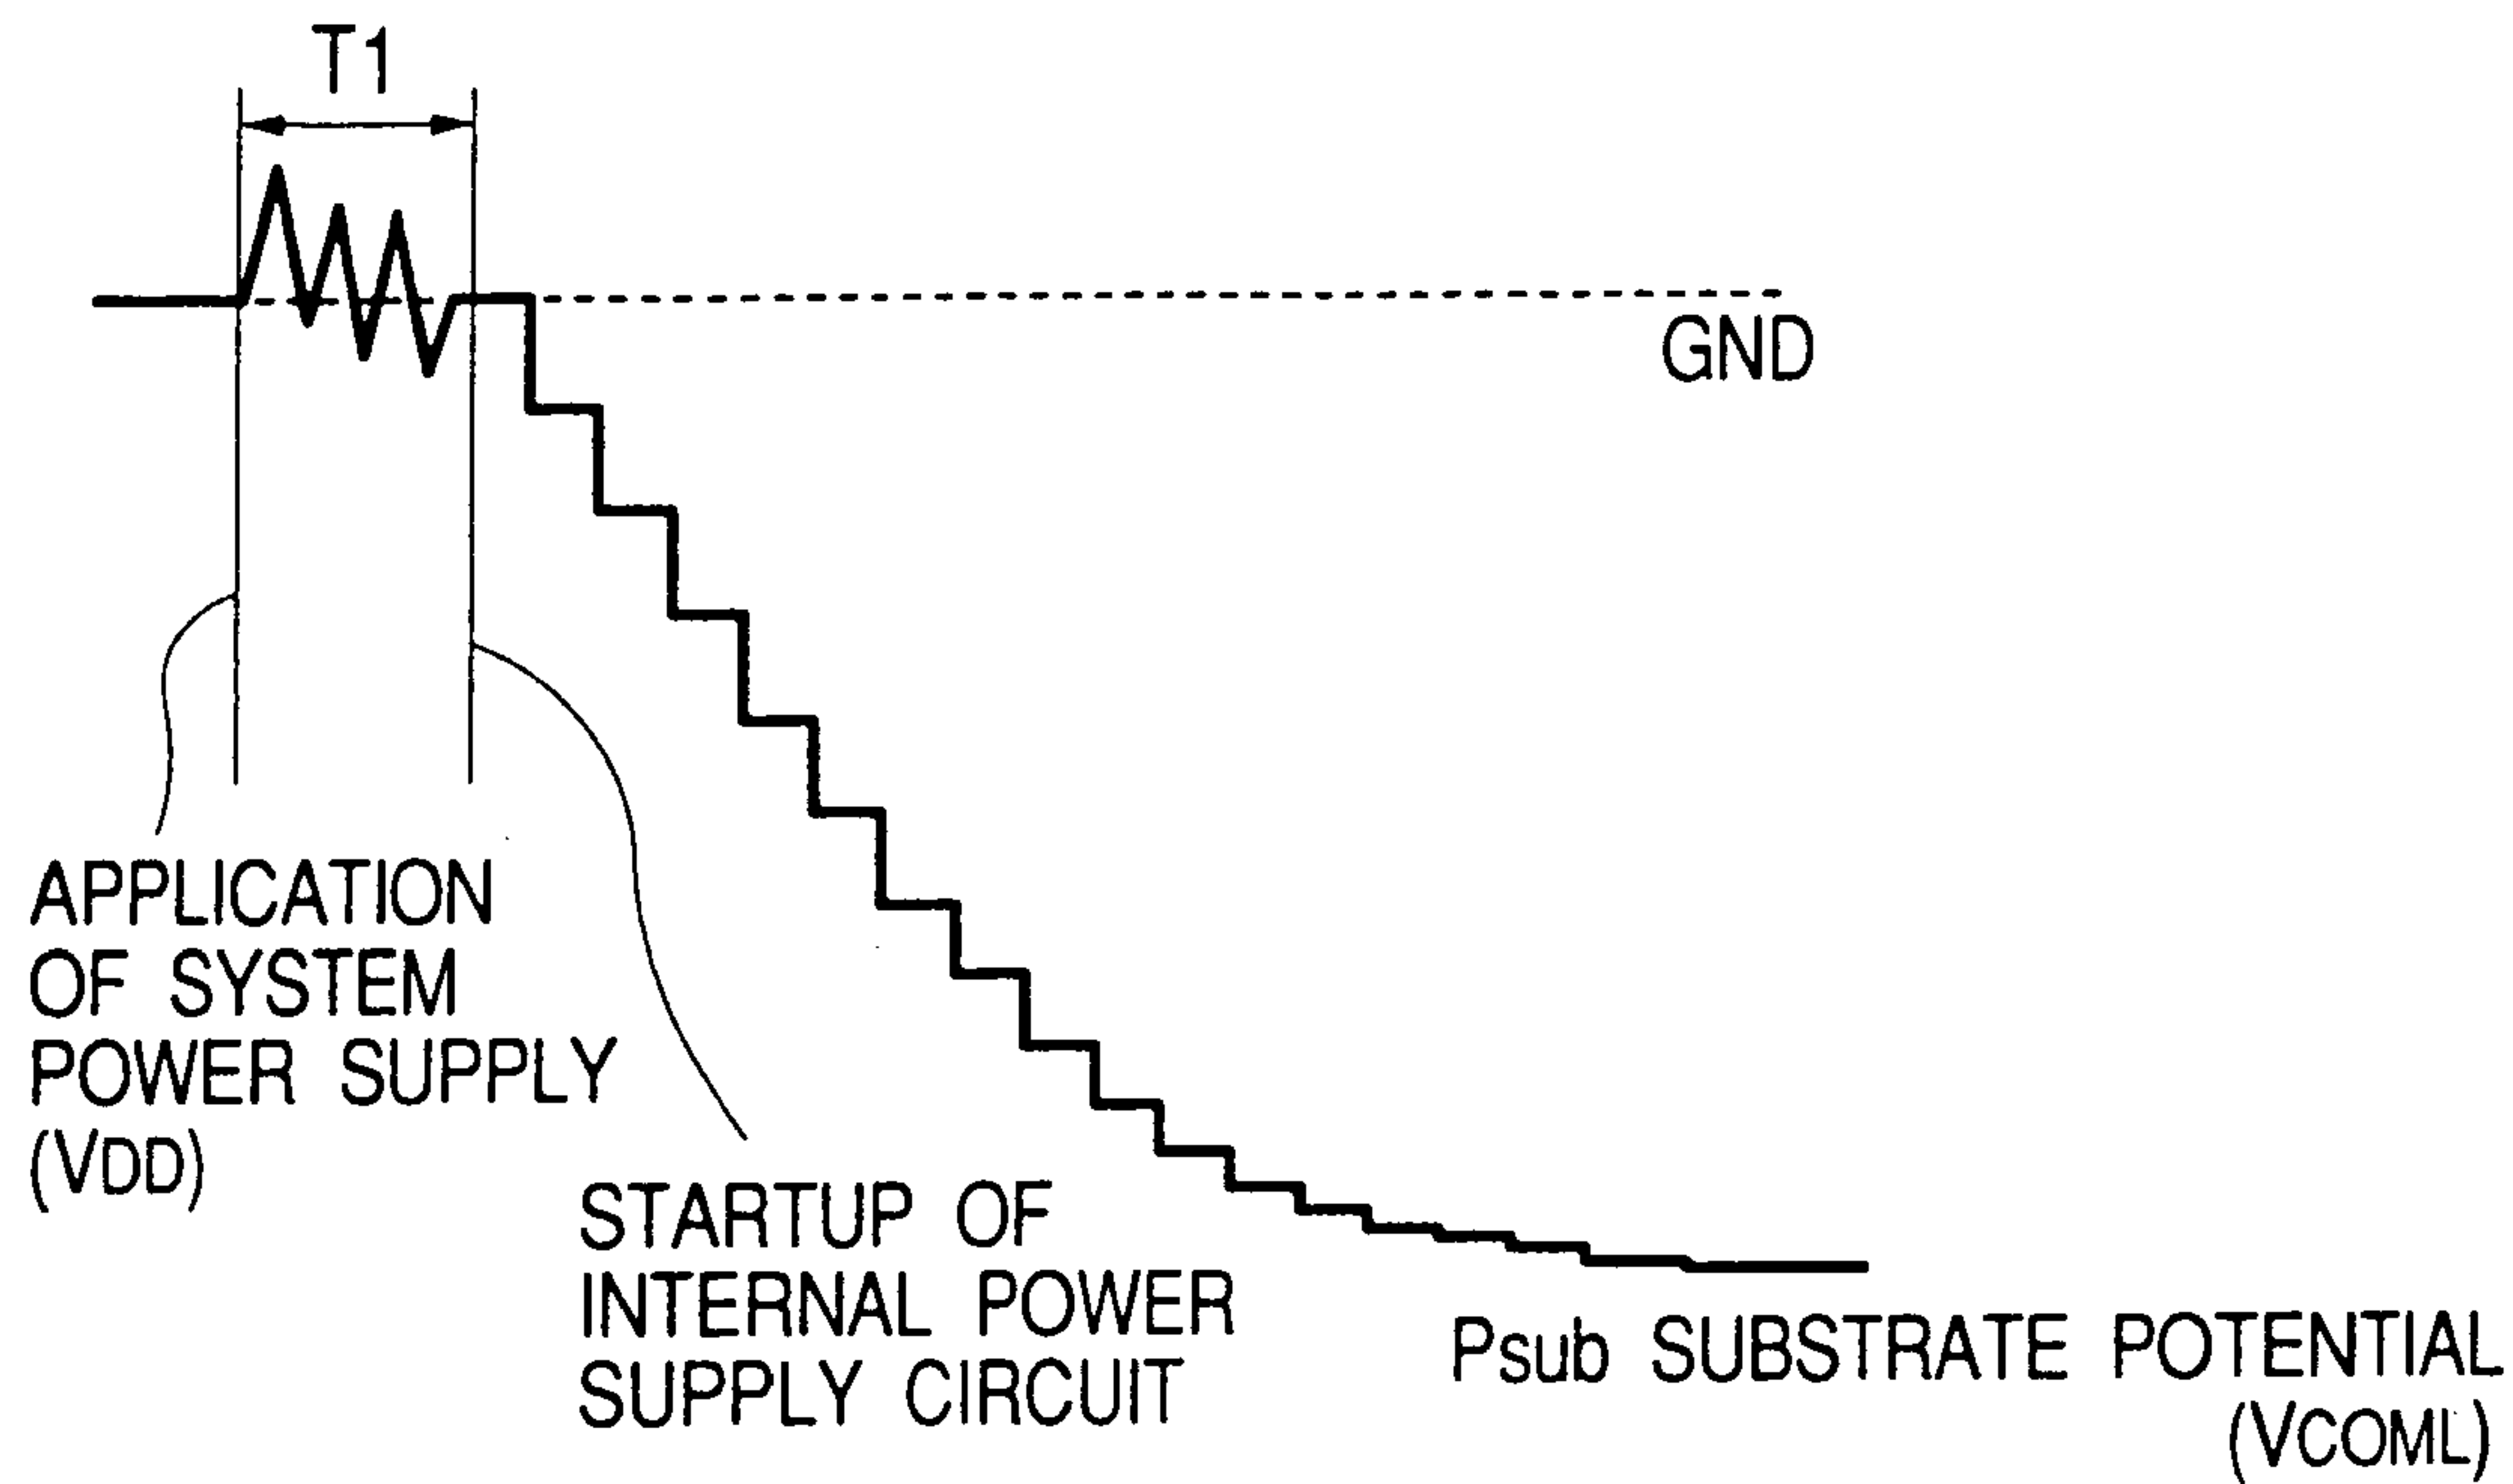 T1
GND
APPLICATION
OF SYSTEM
POWER SUPPLY
(VDD)
STARTUP OF
INTERNAL POWER
SUPPLY CIRCUIT
Psub SUBSTRATE POTENTIAL
(VCOML)